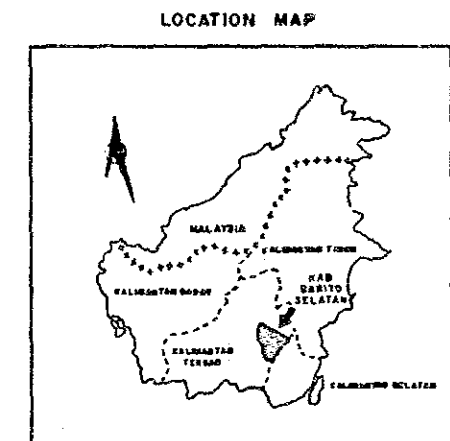 LOCATION MAP
MALAYSIA
KALIMANTAN TIMUR
KAB
BARITO
SELATAN
KALIMANTAN BARAT
KALIMANTAN
TENGAH
KALIMANTAN SELATAN